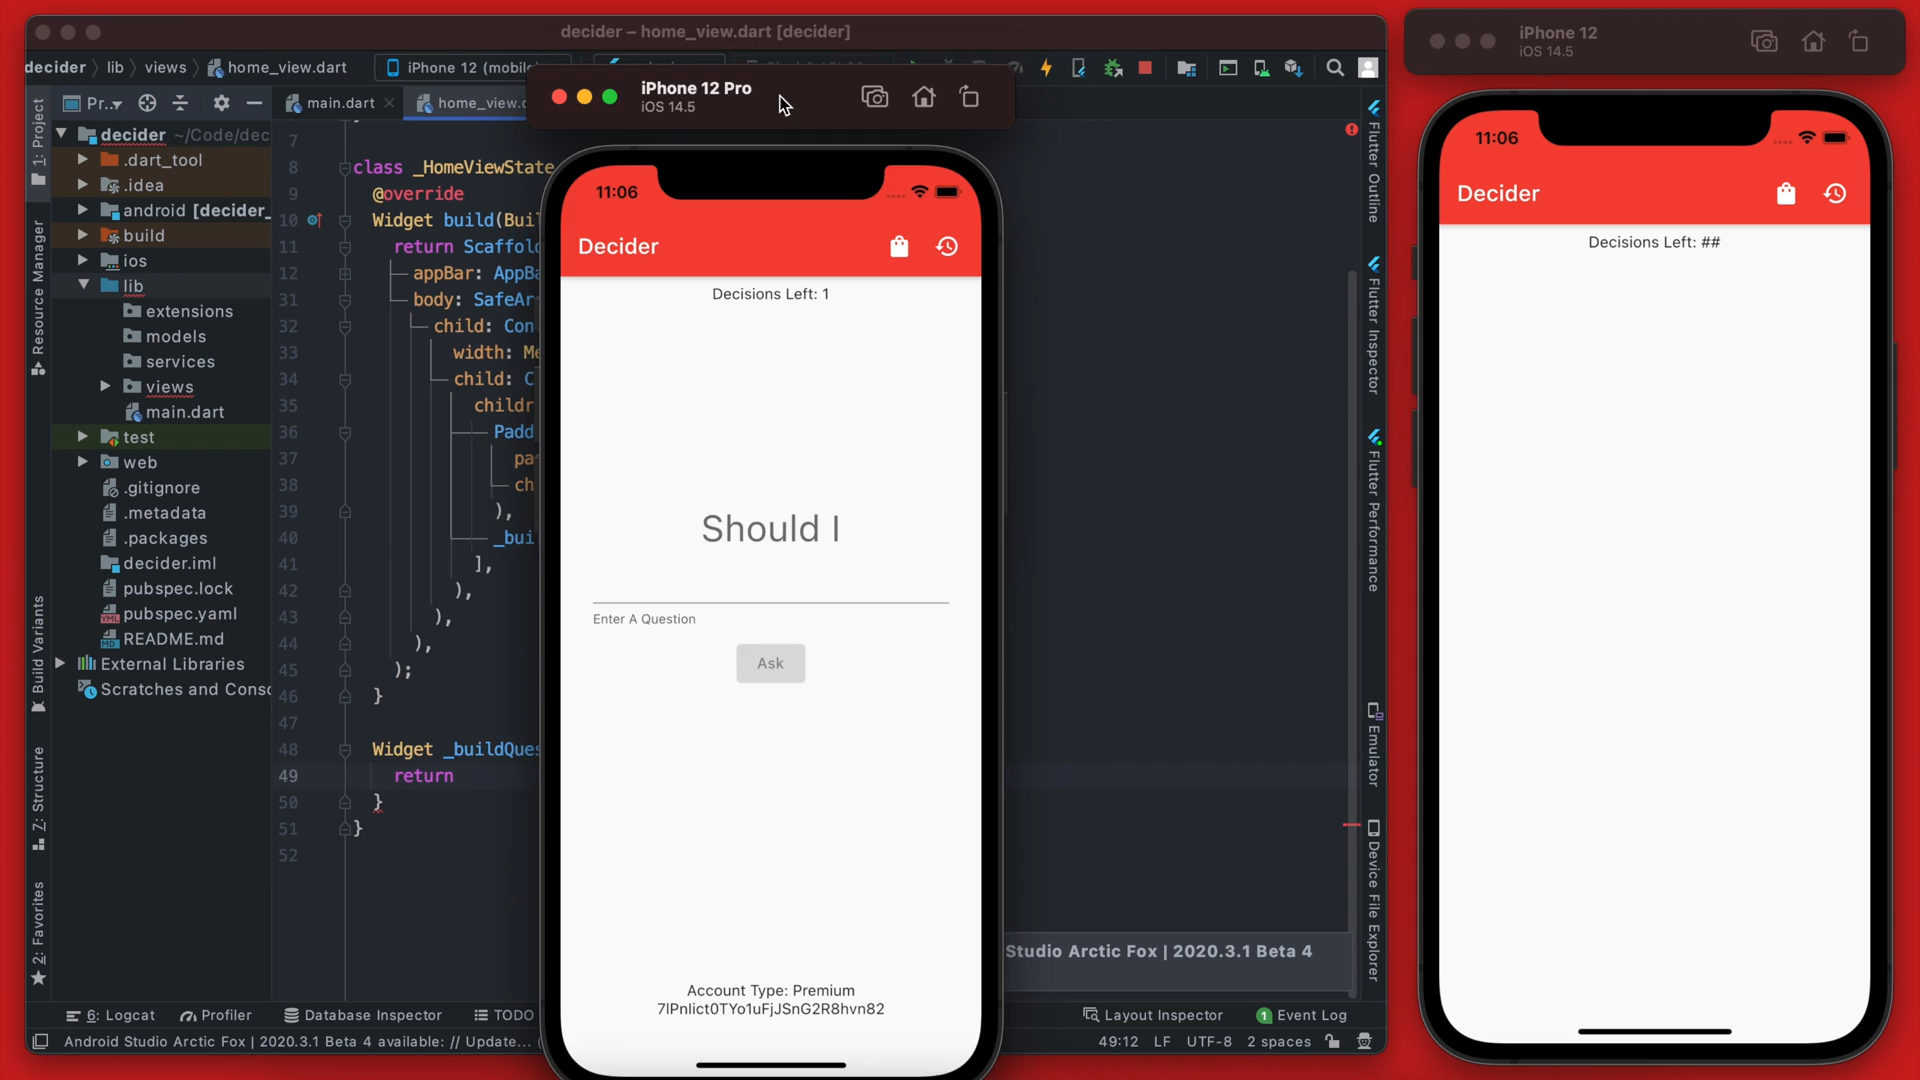 decider – home_view.dart [decider]
decider
lib
views
home_view.dart
iPhone 12 (mobile
Pr...
main.dart
home_view.d
1: Project
Resource Manager
Build Variants
Z: Structure
2: Favorites
decider ~/Code/dec
.dart_tool
.idea
android [decider_
build
ios
lib
extensions
models
services
views
main.dart
test
web
.gitignore
.metadata
.packages
decider.iml
pubspec.lock
pubspec.yaml
README.md
External Libraries
Scratches and Consc
7
8 class _HomeViewState
9 @override
10 Widget build(Buil
11 return Scaffold
12 appBar: AppBa
31 body: SafeAr
32 child: Con
33 width: Me
34 child: C
35 childr
36 Padd
37 pa
38 ch
39 ),
40 _bui
41 ],
42 ),
43 ),
44 ),
45 );
46 }
47
48 Widget _buildQues
49 return
50 }
51 }
52
iPhone 12 Pro
iOS 14.5
11:06
Decider
Decisions Left: 1
Should I
Enter A Question
Ask
Account Type: Premium
7lPnlict0TYo1uFjJSnG2R8hvn82
Studio Arctic Fox | 2020.3.1 Beta 4
Flutter Outline
Flutter Inspector
Flutter Performance
Emulator
Device File Explorer
6: Logcat
Profiler
Database Inspector
TODO
Layout Inspector
1 Event Log
Android Studio Arctic Fox | 2020.3.1 Beta 4 available: // Update... (
49:12 LF UTF-8 2 spaces
iPhone 12
iOS 14.5
11:06
Decider
Decisions Left: ##